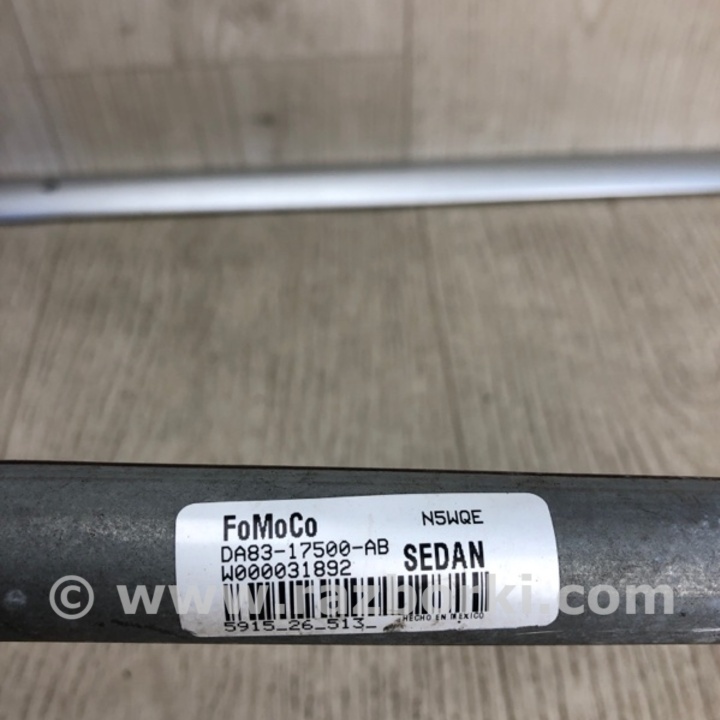 FoMoCo N5WQE
DA83-17500-AB SEDAN
W000031892
5915_26_513_
HECHO EN MEXICO
© www.razborki.com